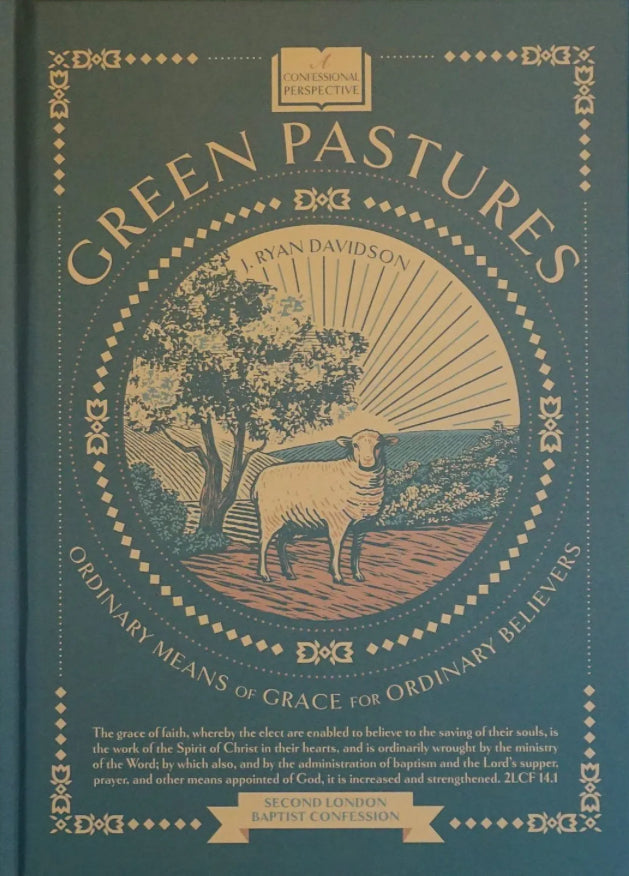 A
CONFESSIONAL
PERSPECTIVE
GREEN PASTURES
J. RYAN DAVIDSON
ORDINARY MEANS OF GRACE FOR ORDINARY BELIEVERS
The grace of faith, whereby the elect are enabled to believe to the saving of their souls, is
the work of the Spirit of Christ in their hearts, and is ordinarily wrought by the ministry
of the Word; by which also, and by the administration of baptism and the Lord's supper,
prayer, and other means appointed of God, it is increased and strengthened. 2LCF 14.1
SECOND LONDON
BAPTIST CONFESSION